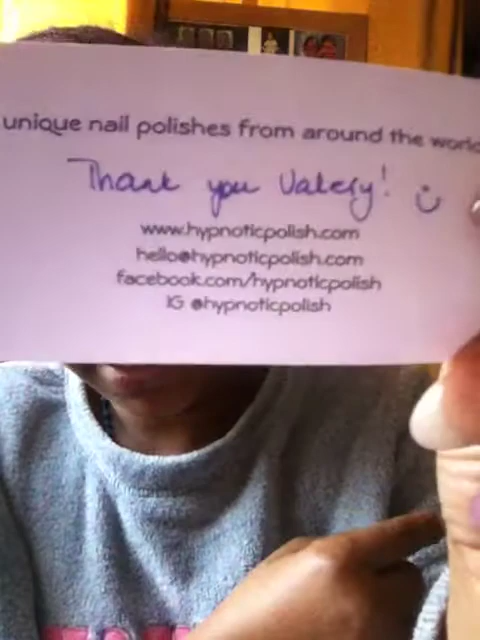 unique nail polishes from around the world
Thank you Valery! :)
www.hypnoticpolish.com
hello@hypnoticpolish.com
facebook.com/hypnoticpolish
IG @hypnoticpolish